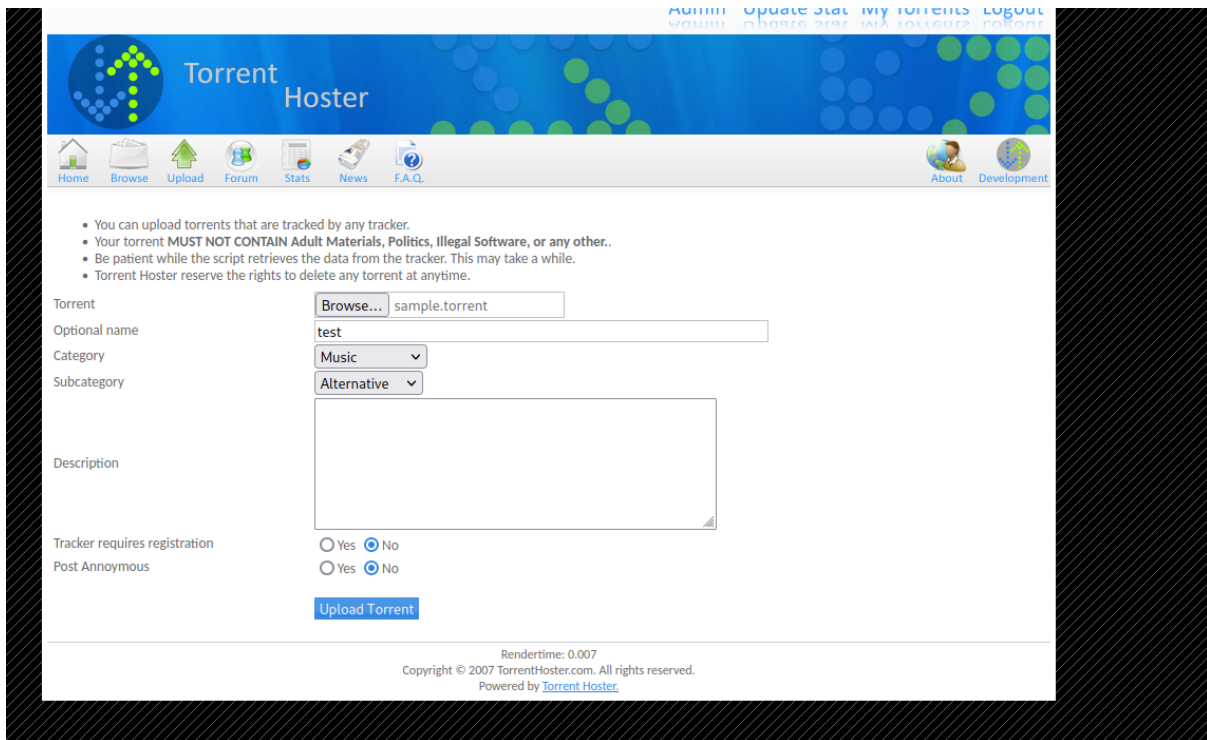 Admin Update Stat My Torrents Logout
Torrent
Hoster
Home Browse Upload Forum Stats News F.A.Q. About Development
• You can upload torrents that are tracked by any tracker.
• Your torrent MUST NOT CONTAIN Adult Materials, Politics, Illegal Software, or any other..
• Be patient while the script retrieves the data from the tracker. This may take a while.
• Torrent Hoster reserve the rights to delete any torrent at anytime.
Torrent Browse... sample.torrent
Optional name test
Category Music
Subcategory Alternative
Description
Tracker requires registration Yes No
Post Annoymous Yes No
Upload Torrent
Rendertime: 0.007
Copyright © 2007 TorrentHoster.com. All rights reserved.
Powered by Torrent Hoster.